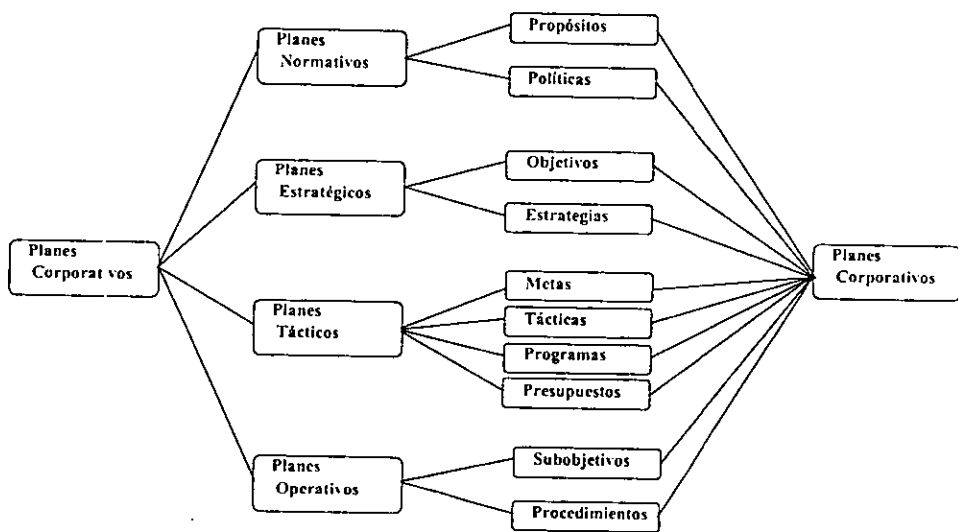 Planes
Corporat vos
Planes
Normativos
Propósitos
Políticas
Planes
Estratégicos
Objetivos
Estrategias
Planes
Tácticos
Metas
Tácticas
Programas
Presupuestos
Planes
Operativos
Subobjetivos
Procedimientos
Planes
Corporativos